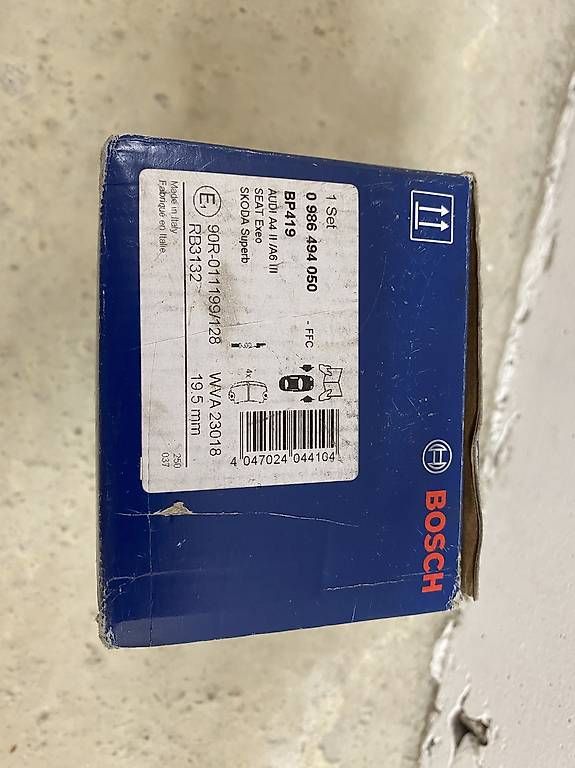 BOSCH
1 Set
0 986 494 050
BP419
- FFC
AUDI A4 II /A6 III
SEAT Exeo
SKODA Superb
4x
4 047024 044104
E1 90R-011199/128 WVA 23018
RB3132 19.5 mm
Made in Italy
Fabriqué en Italie
250
037